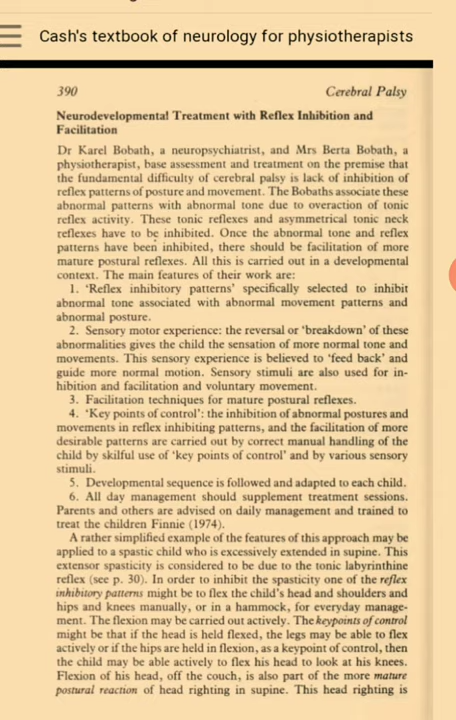 Cash's textbook of neurology for physiotherapists
390 Cerebral Palsy
Neurodevelopmental Treatment with Reflex Inhibition and
Facilitation
Dr Karel Bobath, a neuropsychiatrist, and Mrs Berta Bobath, a
physiotherapist, base assessment and treatment on the premise that
the fundamental difficulty of cerebral palsy is lack of inhibition of
reflex patterns of posture and movement. The Bobaths associate these
abnormal patterns with abnormal tone due to overaction of tonic
reflex activity. These tonic reflexes and asymmetrical tonic neck
reflexes have to be inhibited. Once the abnormal tone and reflex
patterns have been inhibited, there should be facilitation of more
mature postural reflexes. All this is carried out in a developmental
context. The main features of their work are:
1. ‘Reflex inhibitory patterns’ specifically selected to inhibit
abnormal tone associated with abnormal movement patterns and
abnormal posture.
2. Sensory motor experience: the reversal or ‘breakdown’ of these
abnormalities gives the child the sensation of more normal tone and
movements. This sensory experience is believed to ‘feed back’ and
guide more normal motion. Sensory stimuli are also used for in-
hibition and facilitation and voluntary movement.
3. Facilitation techniques for mature postural reflexes.
4. ‘Key points of control’: the inhibition of abnormal postures and
movements in reflex inhibiting patterns, and the facilitation of more
desirable patterns are carried out by correct manual handling of the
child by skilful use of ‘key points of control’ and by various sensory
stimuli.
5. Developmental sequence is followed and adapted to each child.
6. All day management should supplement treatment sessions.
Parents and others are advised on daily management and trained to
treat the children Finnie (1974).
A rather simplified example of the features of this approach may be
applied to a spastic child who is excessively extended in supine. This
extensor spasticity is considered to be due to the tonic labyrinthine
reflex (see p. 30). In order to inhibit the spasticity one of the reflex
inhibitory patterns might be to flex the child's head and shoulders and
hips and knees manually, or in a hammock, for everyday manage-
ment. The flexion may be carried out actively. The keypoints of control
might be that if the head is held flexed, the legs may be able to flex
actively or if the hips are held in flexion, as a keypoint of control, then
the child may be able actively to flex his head to look at his knees.
Flexion of his head, off the couch, is also part of the more mature
postural reaction of head righting in supine. This head righting is